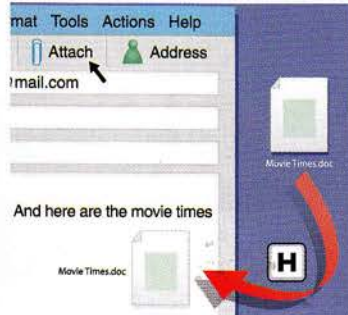 mat Tools Actions Help
Attach Address
mail.com
Movie Times.doc
And here are the movie times
Movie Times.doc
H